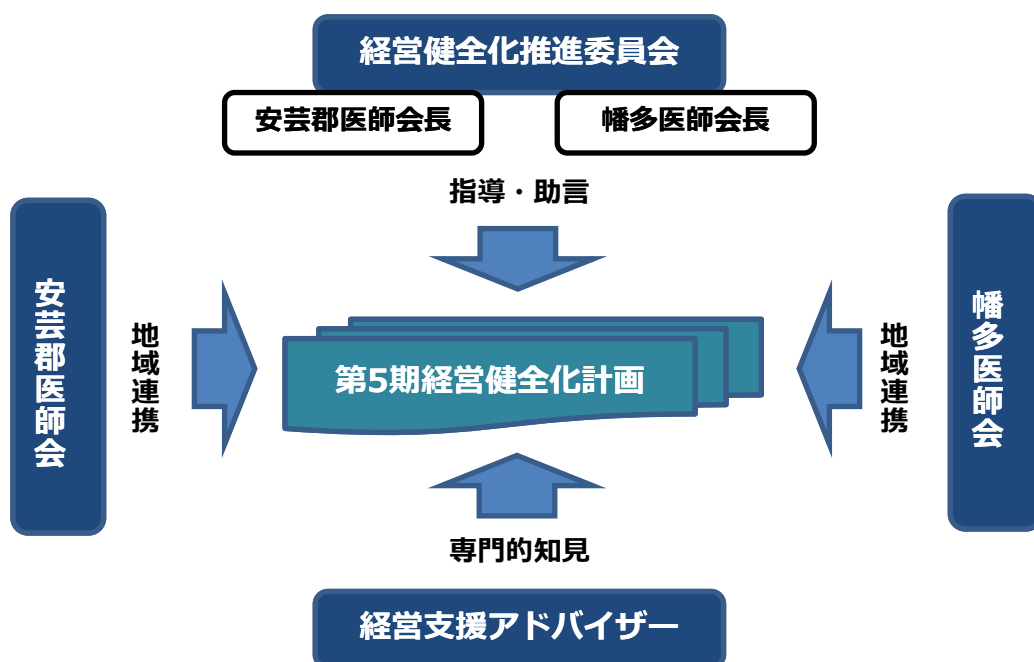 経営健全化推進委員会
安芸郡医師会長
幡多医師会長
指導・助言
安芸郡医師会
地域連携
第5期経営健全化計画
地域連携
幡多医師会
専門的知見
経営支援アドバイザー